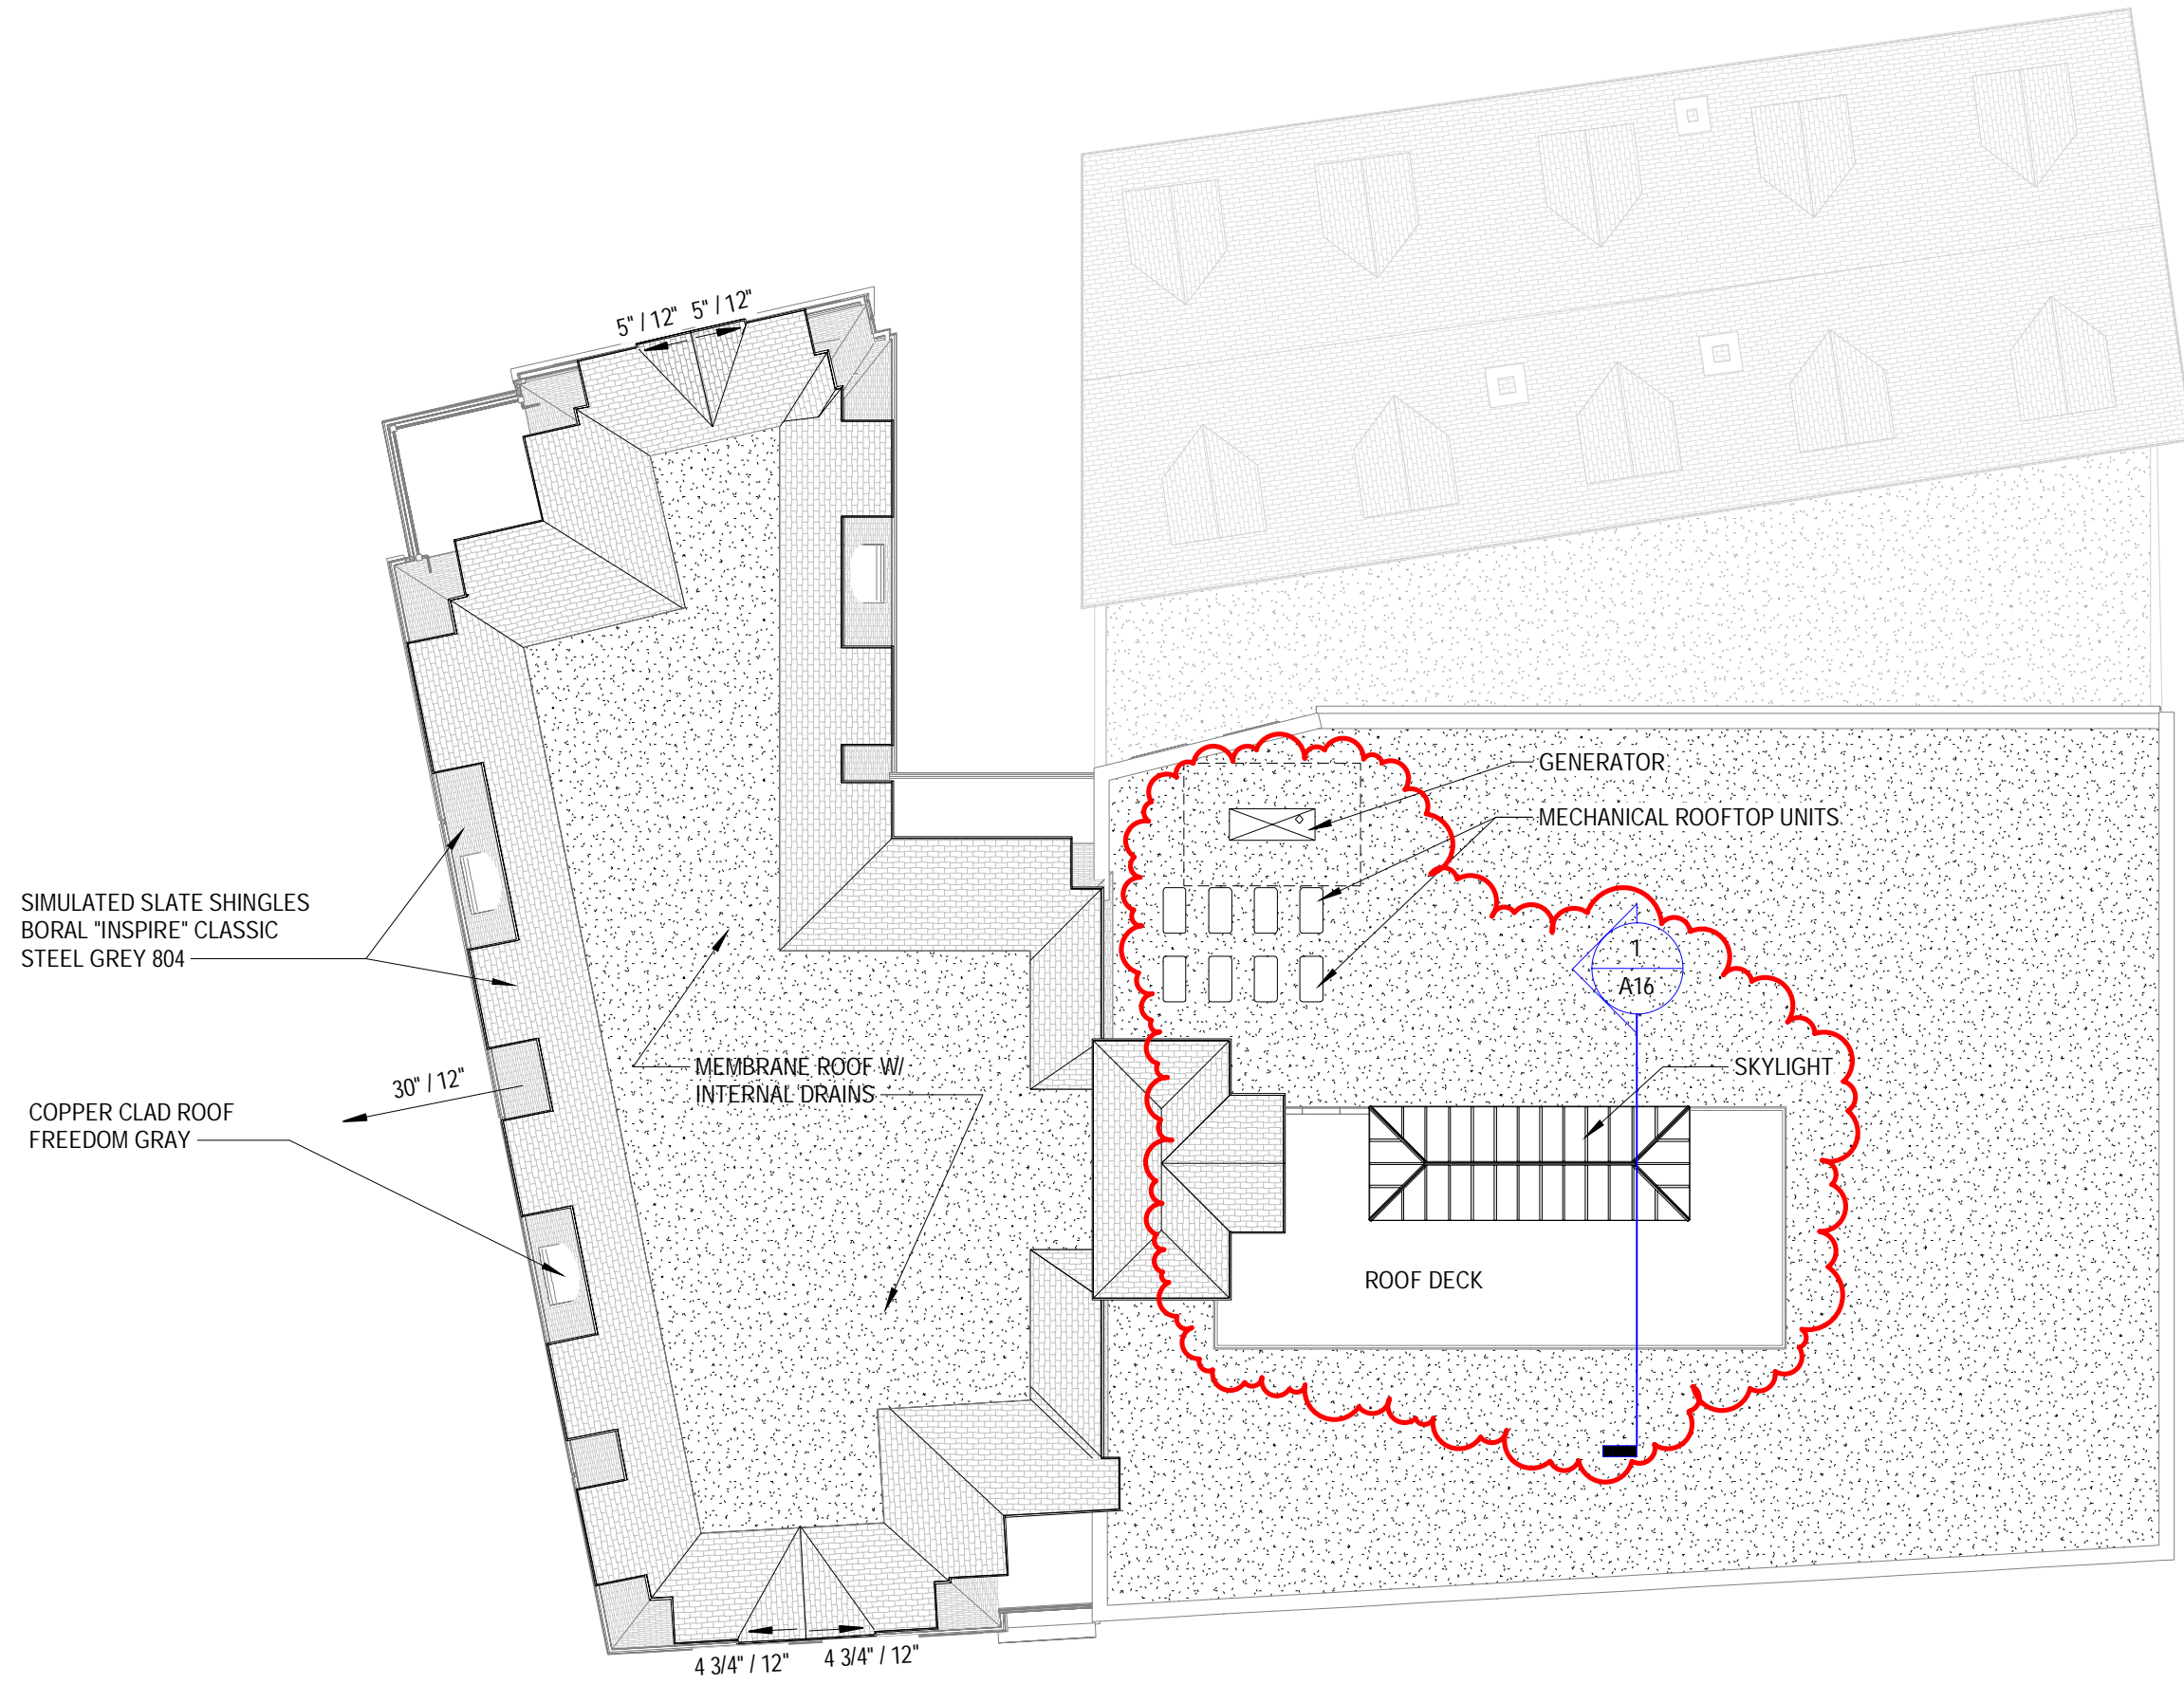 5" / 12" 5" / 12"
GENERATOR
MECHANICAL ROOFTOP UNITS
SIMULATED SLATE SHINGLES
BORAL "INSPIRE" CLASSIC
STEEL GREY 804
1
A16
MEMBRANE ROOF W/
INTERNAL DRAINS
SKYLIGHT
30" / 12"
COPPER CLAD ROOF
FREEDOM GRAY
ROOF DECK
4 3/4" / 12" 4 3/4" / 12"